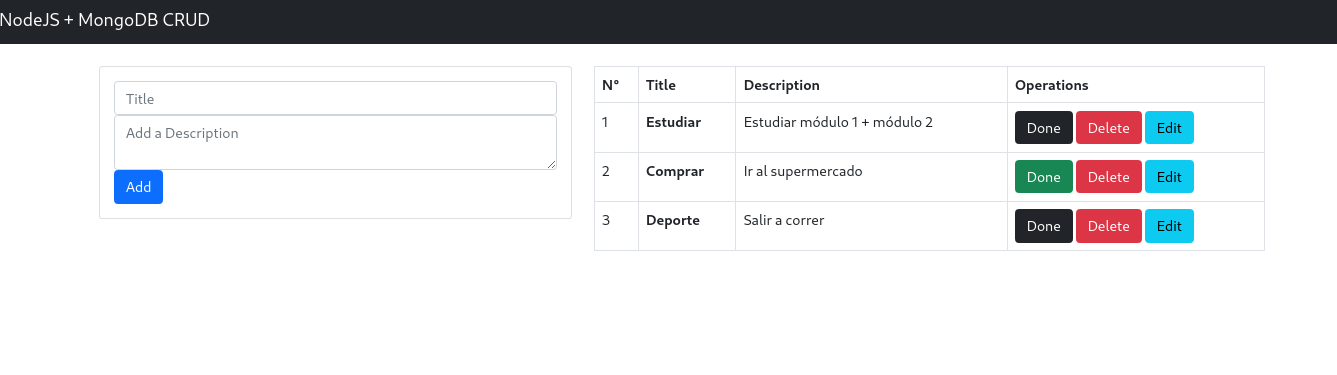 NodeJS + MongoDB CRUD
Title
Add a Description
Add
N° Title Description Operations
1 Estudiar Estudiar módulo 1 + módulo 2 Done Delete Edit
2 Comprar Ir al supermercado Done Delete Edit
3 Deporte Salir a correr Done Delete Edit